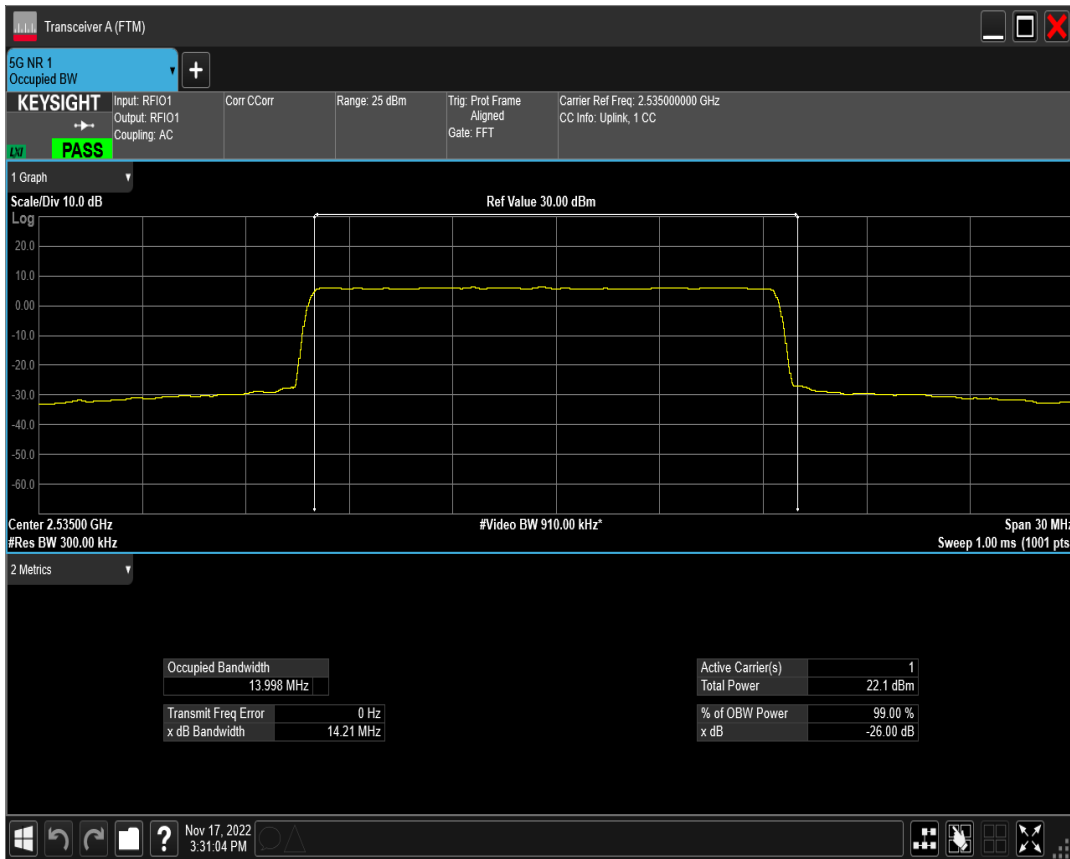 Transceiver A (FTM)
5G NR 1
Occupied BW
+
KEYSIGHT
LXI
PASS
Input: RFIO1
Output: RFIO1
Coupling: AC
Corr CCorr
Range: 25 dBm
Trig: Prot Frame
Aligned
Gate: FFT
Carrier Ref Freq: 2.535000000 GHz
CC Info: Uplink, 1 CC
1 Graph
Scale/Div 10.0 dB
Ref Value 30.00 dBm
Log
20.0
10.0
0.00
-10.0
-20.0
-30.0
-40.0
-50.0
-60.0
Center 2.53500 GHz
#Video BW 910.00 kHz*
Span 30 MHz
#Res BW 300.00 kHz
Sweep 1.00 ms (1001 pts
2 Metrics
Occupied Bandwidth
13.998 MHz
Transmit Freq Error 0 Hz
x dB Bandwidth 14.21 MHz
Active Carrier(s) 1
Total Power 22.1 dBm
% of OBW Power 99.00 %
x dB -26.00 dB
?
Nov 17, 2022
3:31:04 PM